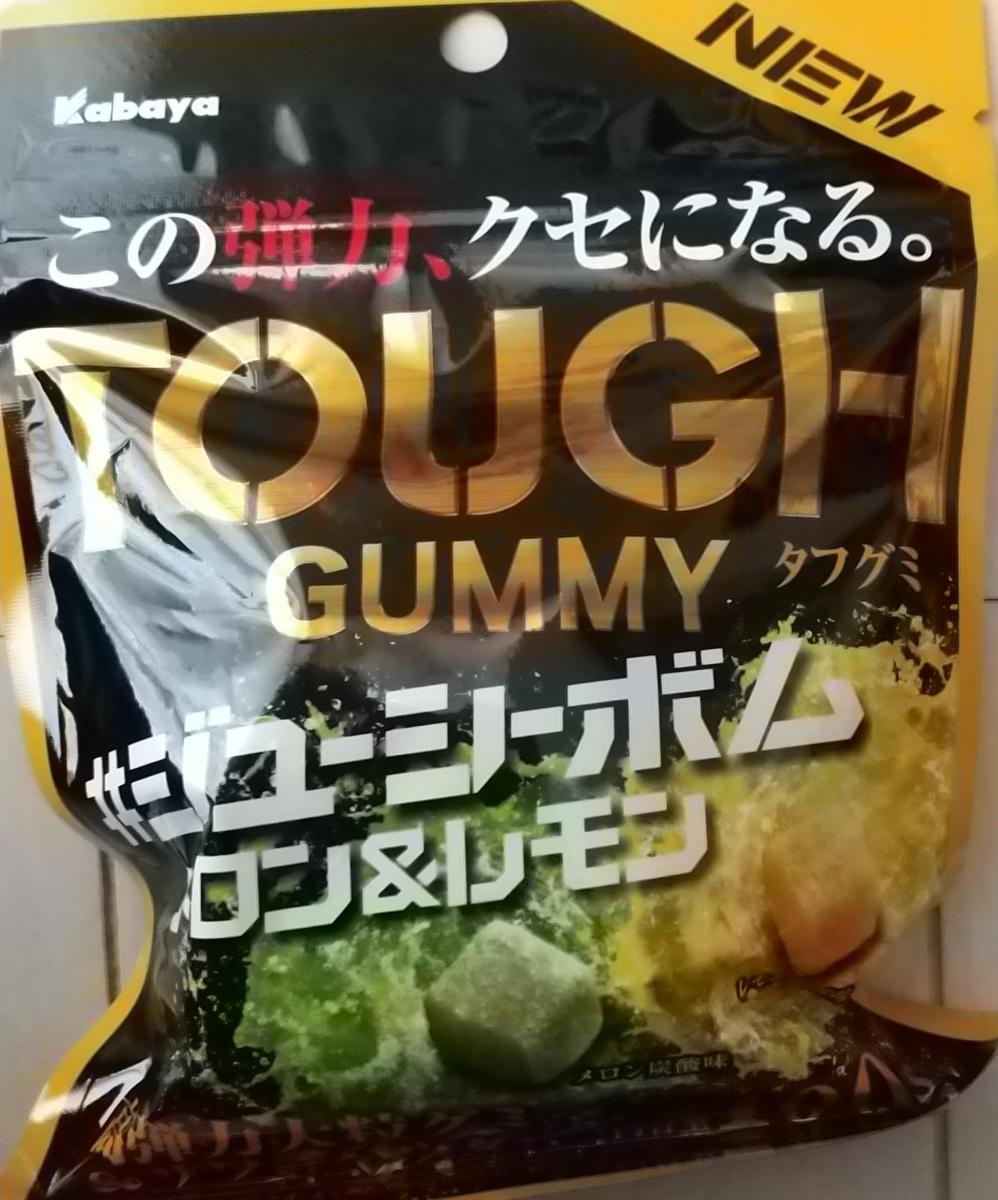 NEW
Kabaya
この弾力、クセになる。
TOUGH
GUMMY タフグミ
#ジューシーボム
ロン&レモン
メロン炭酸味